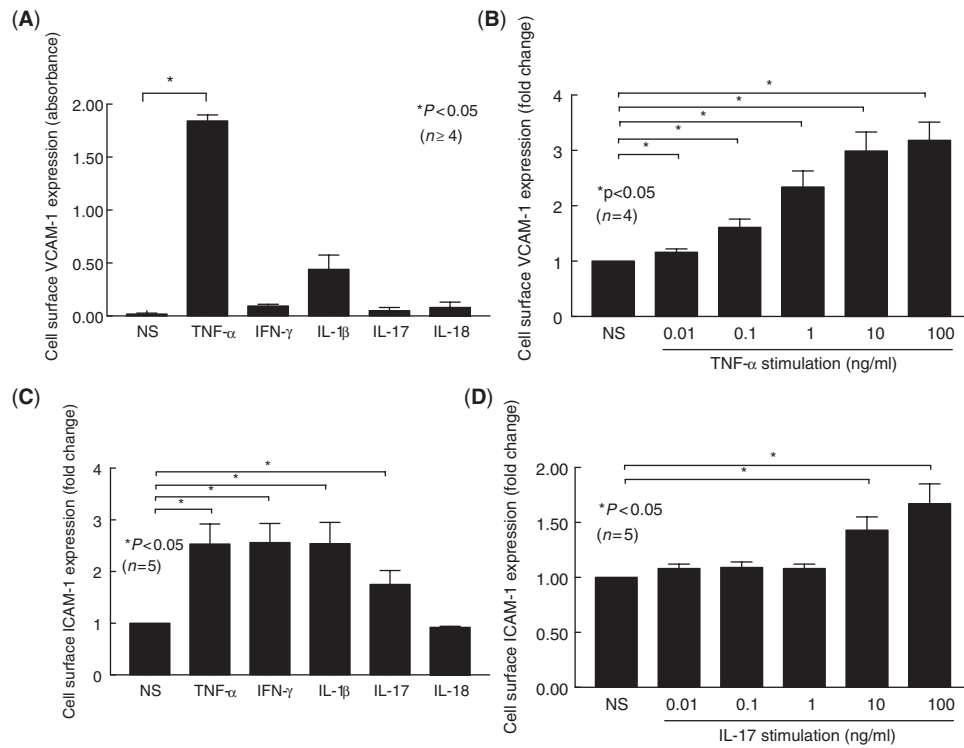 (A)
Cell surface VCAM-1 expression (absorbance)
2.00
1.50
1.00
0.50
0.00
*
*P<0.05
(n≥ 4)
NS TNF-α IFN-γ IL-1β IL-17 IL-18
(B)
Cell surface VCAM-1 expression (fold change)
4
3
2
1
0
*
*
*
*
*
*p<0.05
(n=4)
NS 0.01 0.1 1 10 100
TNF-α stimulation (ng/ml)
(C)
Cell surface ICAM-1 expression (fold change)
4
3
2
1
0
*
*
*
*
*P<0.05
(n=5)
NS TNF-α IFN-γ IL-1β IL-17 IL-18
(D)
Cell surface ICAM-1 expression (fold change)
2.00
1.50
1.00
0.50
0.00
*
*
*P<0.05
(n=5)
NS 0.01 0.1 1 10 100
IL-17 stimulation (ng/ml)